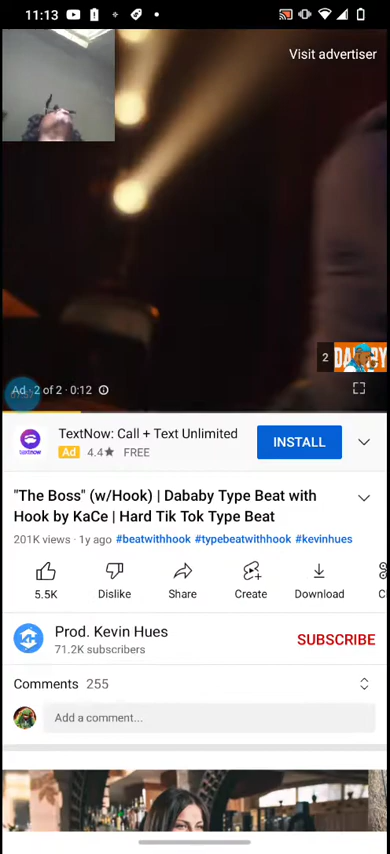 11:13
Visit advertiser
2
DABABY
Ad · 2 of 2 · 0:12
textnow
TextNow: Call + Text Unlimited
INSTALL
Ad 4.4★ FREE
"The Boss" (w/Hook) | Dababy Type Beat with
Hook by KaCe | Hard Tik Tok Type Beat
201K views · 1y ago #beatwithhook #typebeatwithhook #kevinhues
5.5K
Dislike
Share
Create
Download
Prod. Kevin Hues
71.2K subscribers
SUBSCRIBE
Comments 255
Add a comment...